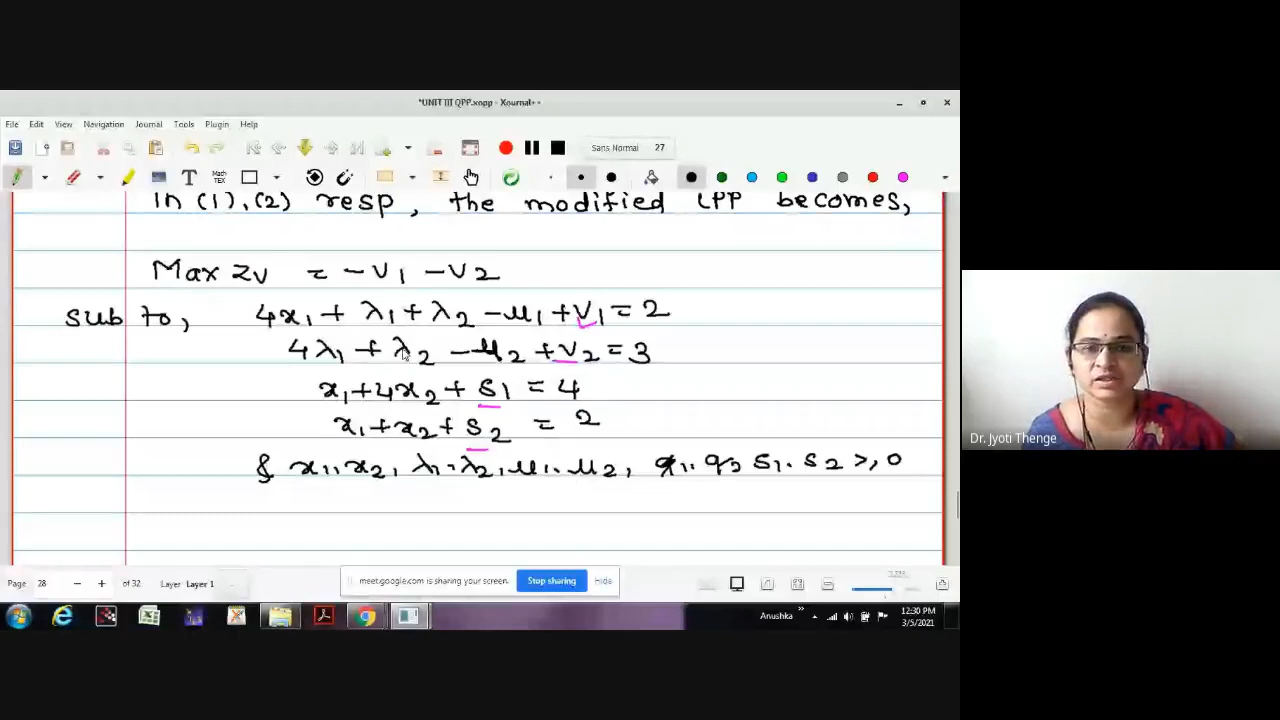 *UNIT III QPP.xopp - Xournal++
File Edit View Navigation Journal Tools Plugin Help
Sans Normal 27
In (1), (2) resp, the modified LPP becomes,
Max Zv = -v1 - v2
Sub to, 4x1 + λ1 + λ2 - μ1 + v1 = 2
4λ1 + λ2 - μ2 + v2 = 3
x1 + 4x2 + s1 = 4
x1 + x2 + s2 = 2
& x1, x2, λ1, λ2, μ1, μ2, s1, s2 ≥ 0
Dr. Jyoti Thenge
Page 28 of 32 Layer Layer 1
meet.google.com is sharing your screen. Stop sharing Hide
Anushka 12:30 PM
3/5/2021